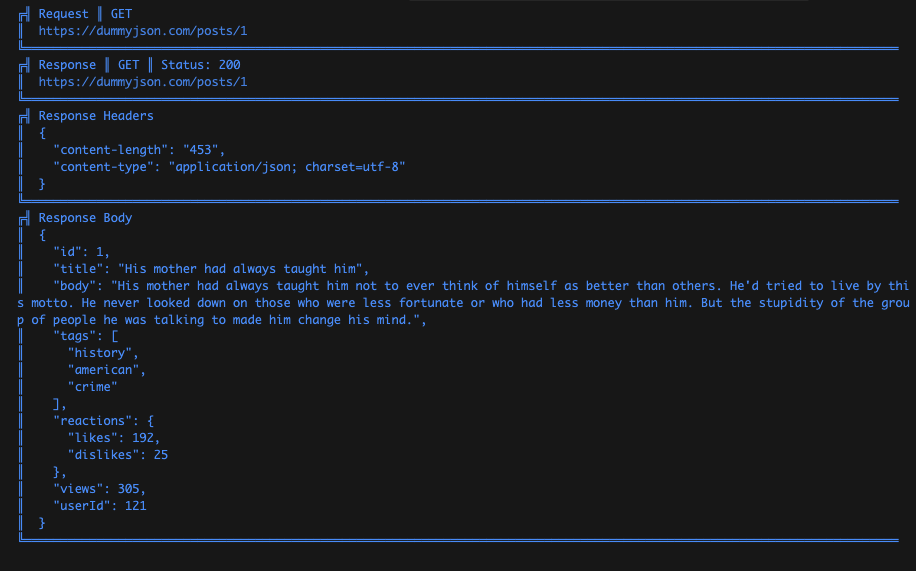 ╔╣ Request ║ GET
║  https://dummyjson.com/posts/1
╚══════════════════════════════════════════════════════════════════════════════════════════
╔╣ Response ║ GET ║ Status: 200
║  https://dummyjson.com/posts/1
╚══════════════════════════════════════════════════════════════════════════════════════════
╔╣ Response Headers
║  {
║    "content-length": "453",
║    "content-type": "application/json; charset=utf-8"
║  }
╚══════════════════════════════════════════════════════════════════════════════════════════
╔╣ Response Body
║  {
║    "id": 1,
║    "title": "His mother had always taught him",
║    "body": "His mother had always taught him not to ever think of himself as better than others. He'd tried to live by thi
s motto. He never looked down on those who were less fortunate or who had less money than him. But the stupidity of the grou
p of people he was talking to made him change his mind.",
║    "tags": [
║      "history",
║      "american",
║      "crime"
║    ],
║    "reactions": {
║      "likes": 192,
║      "dislikes": 25
║    },
║    "views": 305,
║    "userId": 121
║  }
╚══════════════════════════════════════════════════════════════════════════════════════════